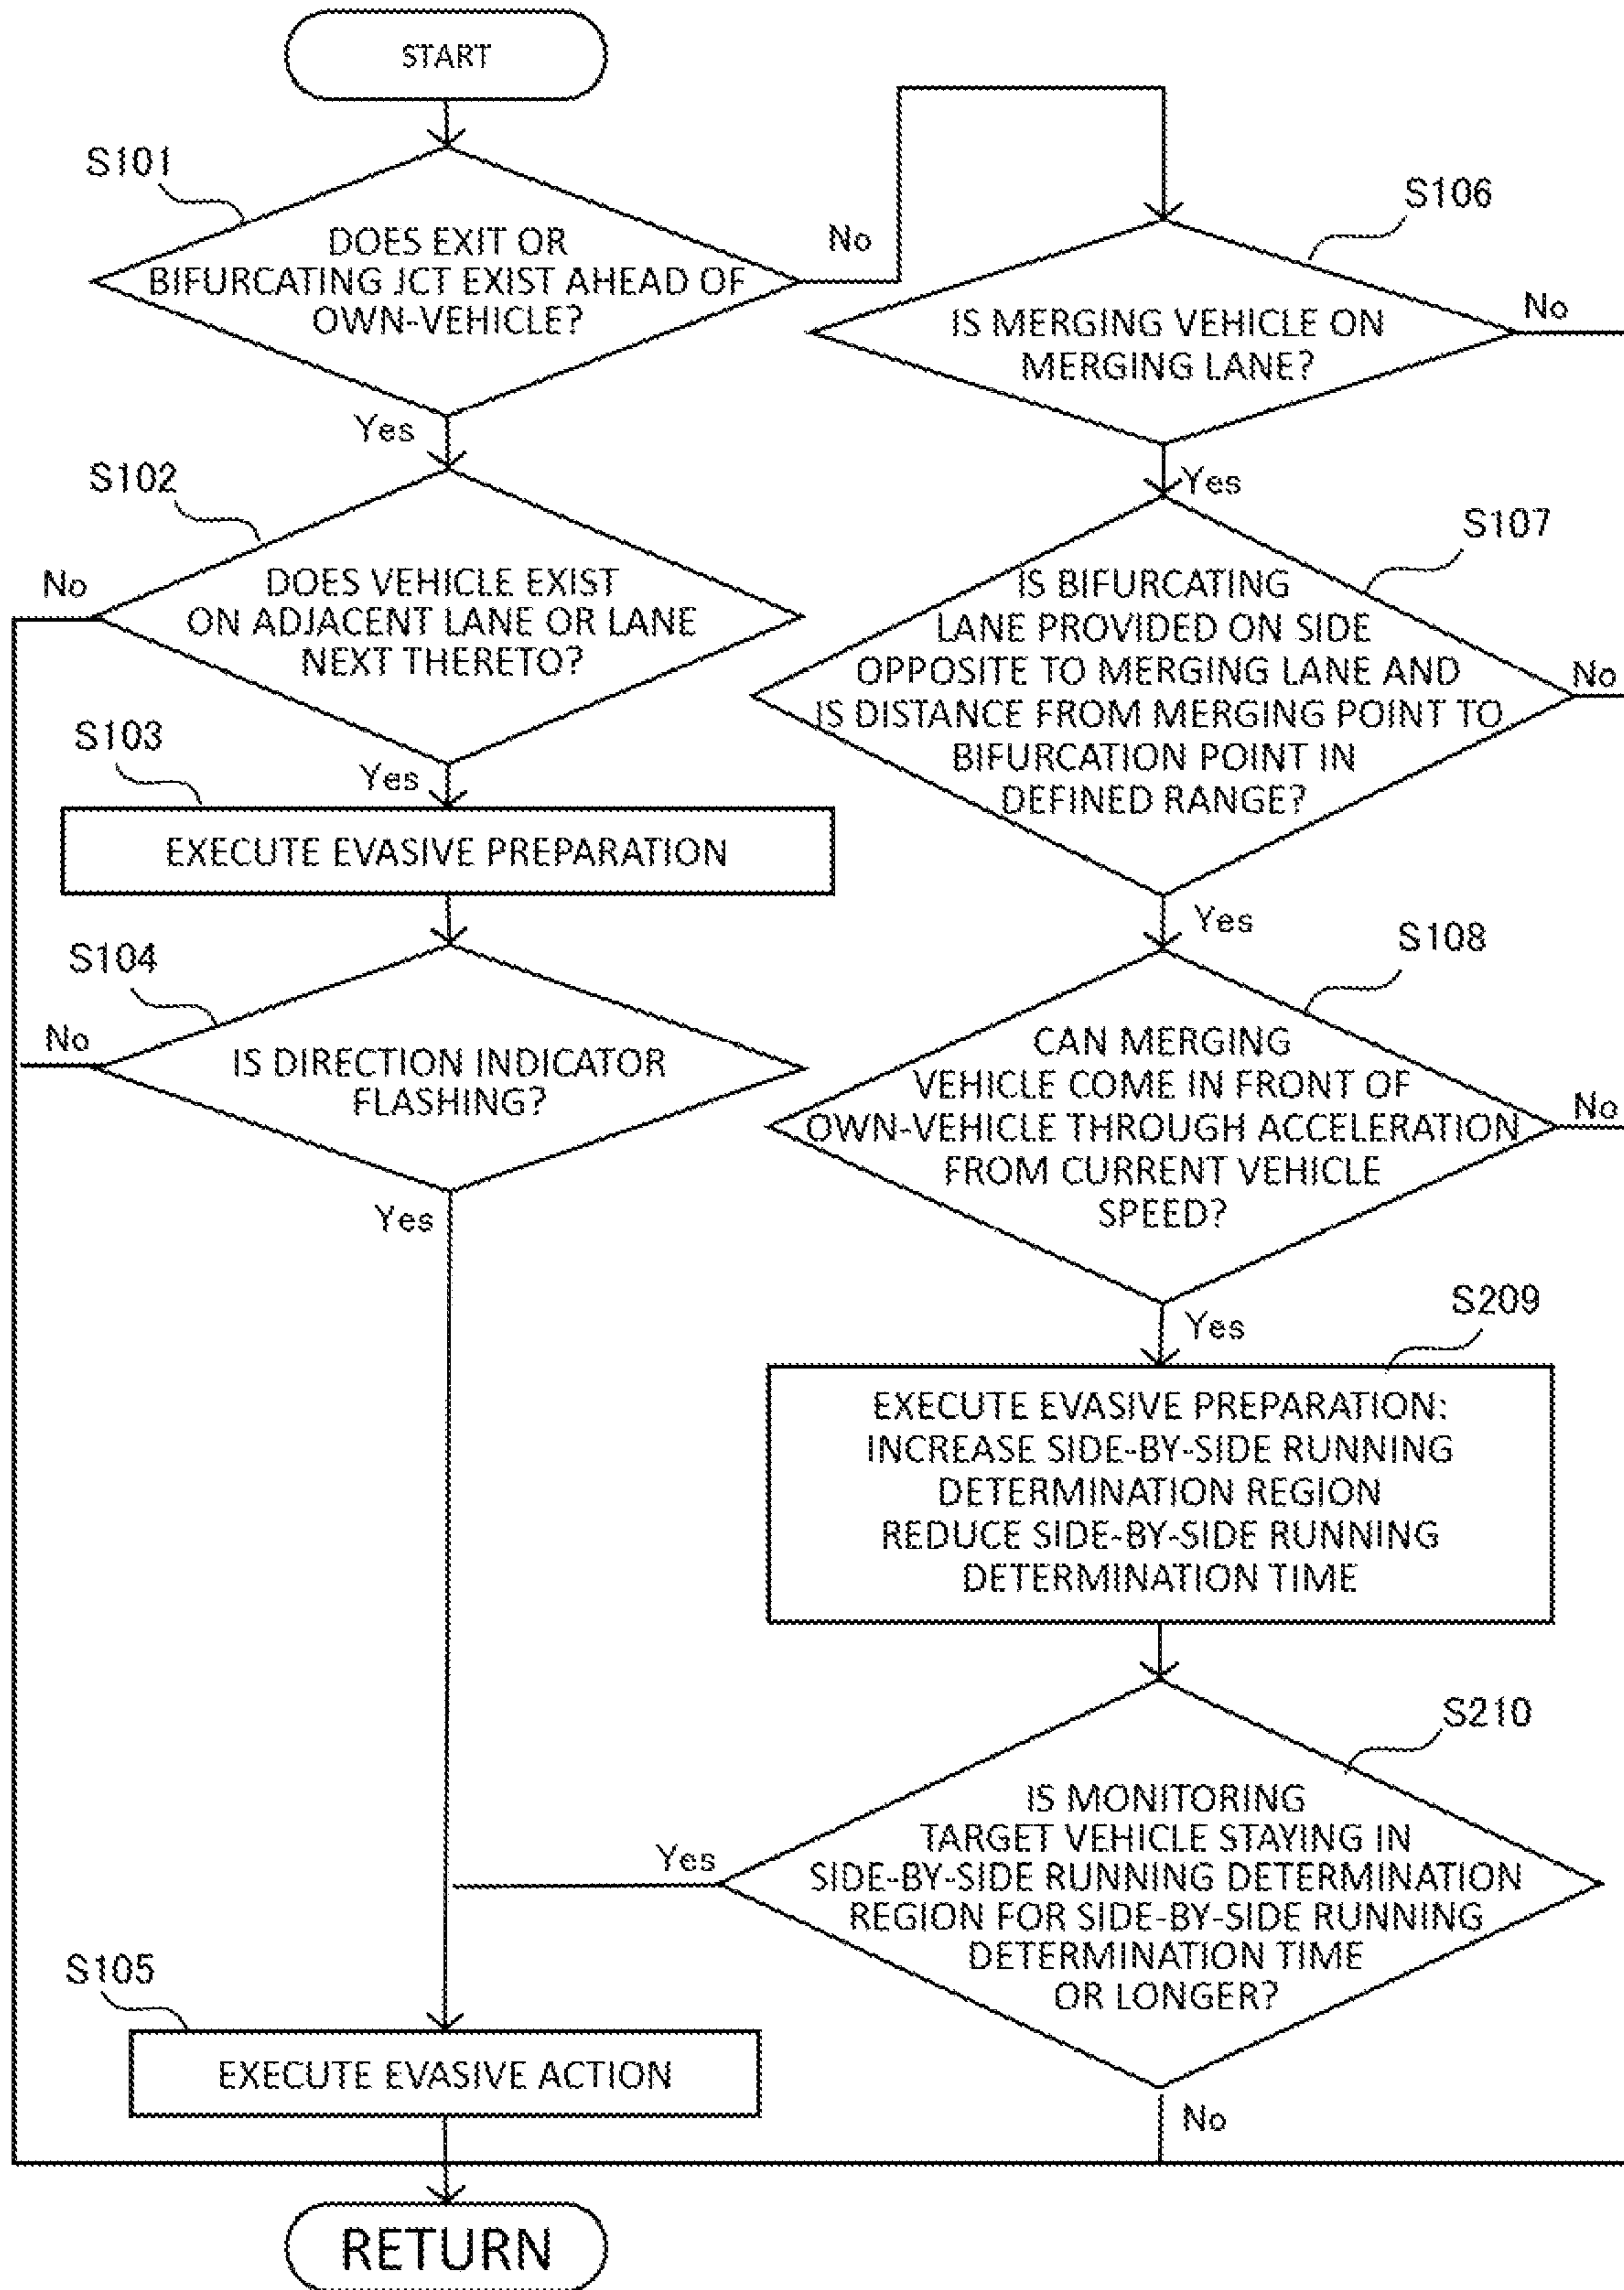 START
S101
DOES EXIT OR
BIFURCATING JCT EXIST AHEAD OF
OWN-VEHICLE?
No
Yes
S102
No
DOES VEHICLE EXIST
ON ADJACENT LANE OR LANE
NEXT THERETO?
Yes
S103
EXECUTE EVASIVE PREPARATION
S104
No
IS DIRECTION INDICATOR
FLASHING?
Yes
S105
EXECUTE EVASIVE ACTION
RETURN
S106
IS MERGING VEHICLE ON
MERGING LANE?
No
Yes
S107
IS BIFURCATING
LANE PROVIDED ON SIDE
OPPOSITE TO MERGING LANE AND
IS DISTANCE FROM MERGING POINT TO
BIFURCATION POINT IN
DEFINED RANGE?
No
Yes
S108
CAN MERGING
VEHICLE COME IN FRONT OF
OWN-VEHICLE THROUGH ACCELERATION
FROM CURRENT VEHICLE
SPEED?
No
Yes
S209
EXECUTE EVASIVE PREPARATION:
INCREASE SIDE-BY-SIDE RUNNING
DETERMINATION REGION
REDUCE SIDE-BY-SIDE RUNNING
DETERMINATION TIME
S210
IS MONITORING
TARGET VEHICLE STAYING IN
SIDE-BY-SIDE RUNNING DETERMINATION
REGION FOR SIDE-BY-SIDE RUNNING
DETERMINATION TIME
OR LONGER?
Yes
No